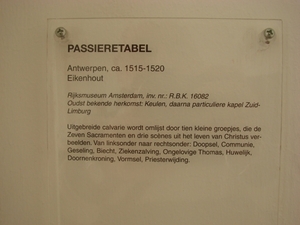 PASSIERETABEL
Antwerpen, ca. 1515-1520
Eikenhout
Rijksmuseum Amsterdam, inv. nr.: R.B.K. 16082
Oudst bekende herkomst: Keulen, daarna particuliere kapel Zuid-
Limburg
Uitgebreide calvarie wordt omlijst door tien kleine groepjes, die de
Zeven Sacramenten en drie scènes uit het leven van Christus ver-
beelden. Van linksonder naar rechtsonder: Doopsel, Communie,
Geseling, Biecht, Ziekenzalving, Ongelovige Thomas, Huwelijk,
Doornenkroning, Vormsel, Priesterwijding.